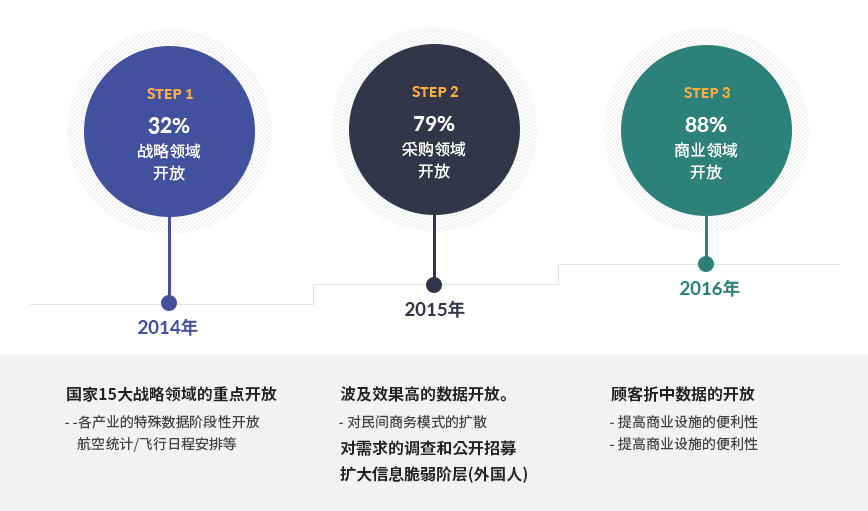 STEP 1
32%
战略领域
开放
2014年
STEP 2
79%
采购领域
开放
2015年
STEP 3
88%
商业领域
开放
2016年
国家15大战略领域的重点开放
- -各产业的特殊数据阶段性开放
航空统计/飞行日程安排等
波及效果高的数据开放。
- 对民间商务模式的扩散
对需求的调查和公开招募
扩大信息脆弱阶层(外国人)
顾客折中数据的开放
- 提高商业设施的便利性
- 提高商业设施的便利性